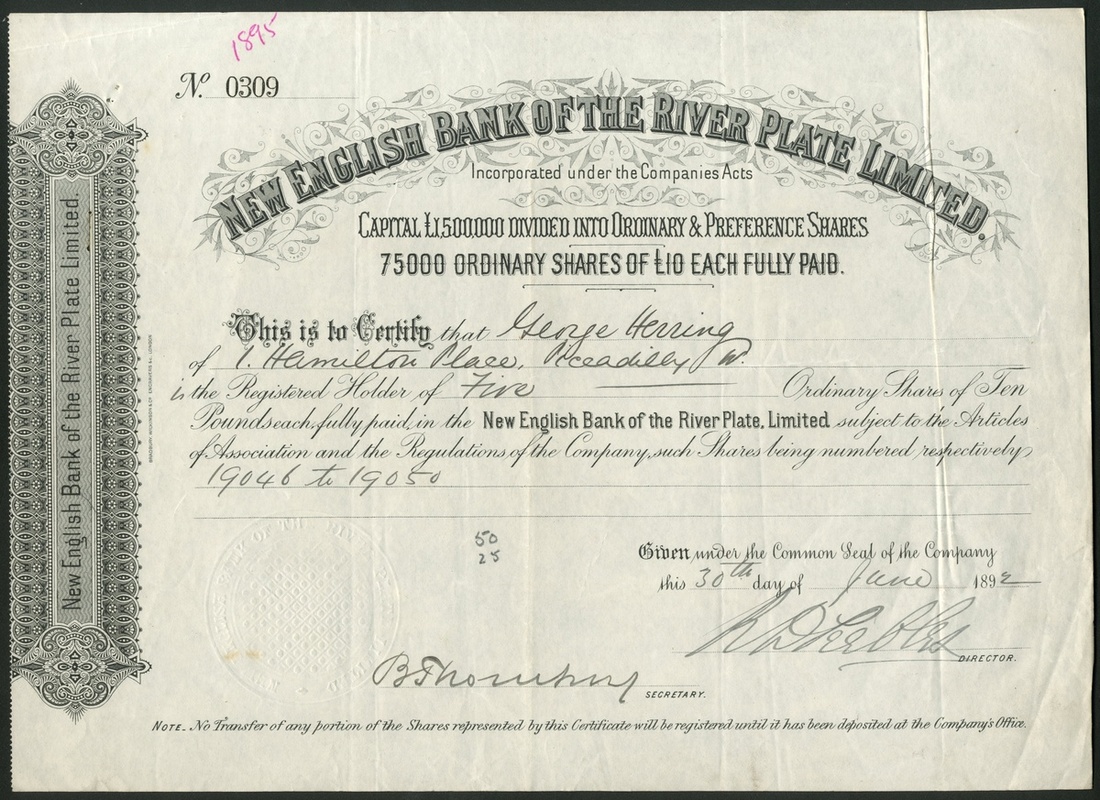 1895
No. 0309
NEW ENGLISH BANK OF THE RIVER PLATE LIMITED.
Incorporated under the Companies Acts
CAPITAL £1,500,000 DIVIDED INTO ORDINARY & PREFERENCE SHARES
75000 ORDINARY SHARES OF £10 EACH FULLY PAID.
This is to Certify that George Herring
of 1. Hamilton Place, Piccadilly W.
is the Registered Holder of Five Ordinary Shares of Ten
Pounds each, fully paid, in the New English Bank of the River Plate, Limited subject to the Articles
of Association and the Regulations of the Company, such Shares being numbered respectively
19046 to 19050
50
25
Given under the Common Seal of the Company
this 30th day of June 1892
DIRECTOR.
SECRETARY.
NOTE. No Transfer of any portion of the Shares represented by this Certificate will be registered until it has been deposited at the Company's Office.
New English Bank of the River Plate Limited.
BRADBURY, WILKINSON & Co. ENGRAVERS &c. LONDON